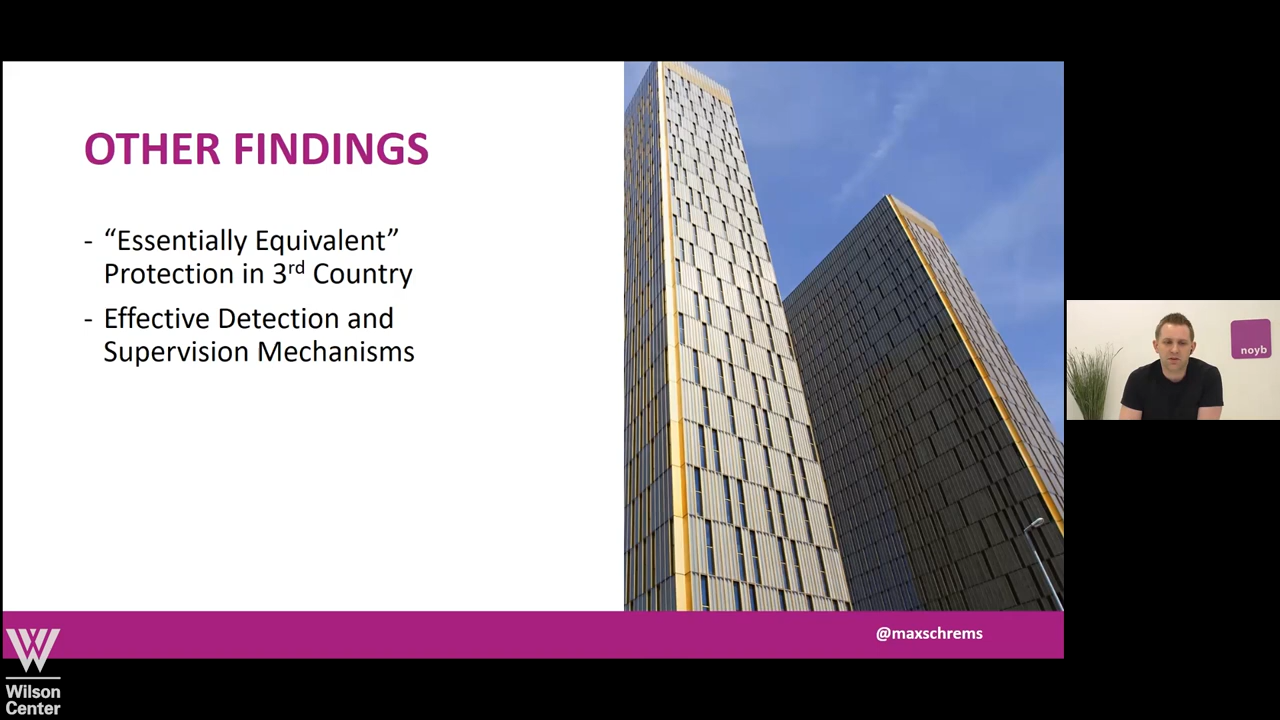 OTHER FINDINGS
- “Essentially Equivalent”
Protection in 3rd Country
- Effective Detection and
Supervision Mechanisms
noyb
@maxschrems
Wilson
Center